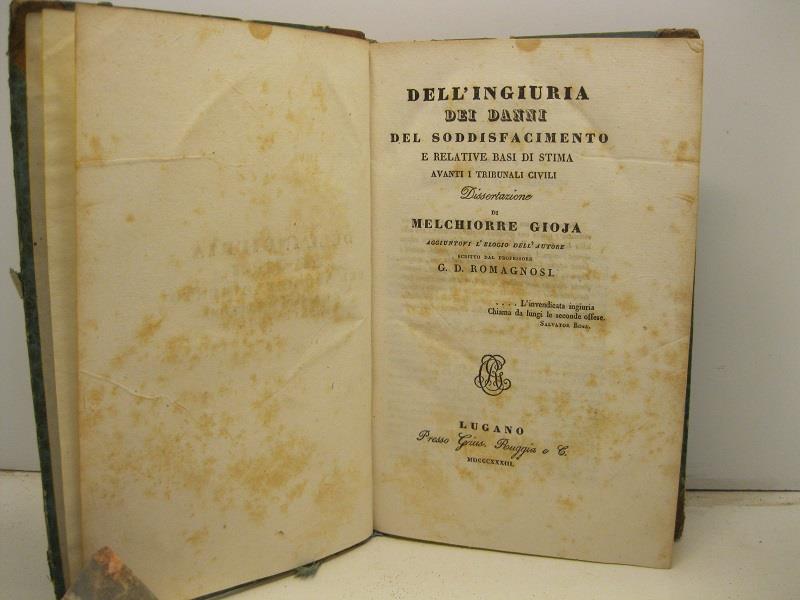 DELL'INGIURIA
DEI DANNI
DEL SODDISFACIMENTO
E RELATIVE BASI DI STIMA
AVANTI I TRIBUNALI CIVILI
Dissertazione
DI
MELCHIORRE GIOJA
AGGIUNTOVI L'ELOGIO DELL'AUTORE
SCRITTO DAL PROFESSORE
G. D. ROMAGNOSI.
.... L'invendicata ingiuria
Chiama da lungi le seconde offese.
SALVATOR ROSA.
LUGANO
Presso Gius. Ruggia e C.
MDCCCXXXIII.